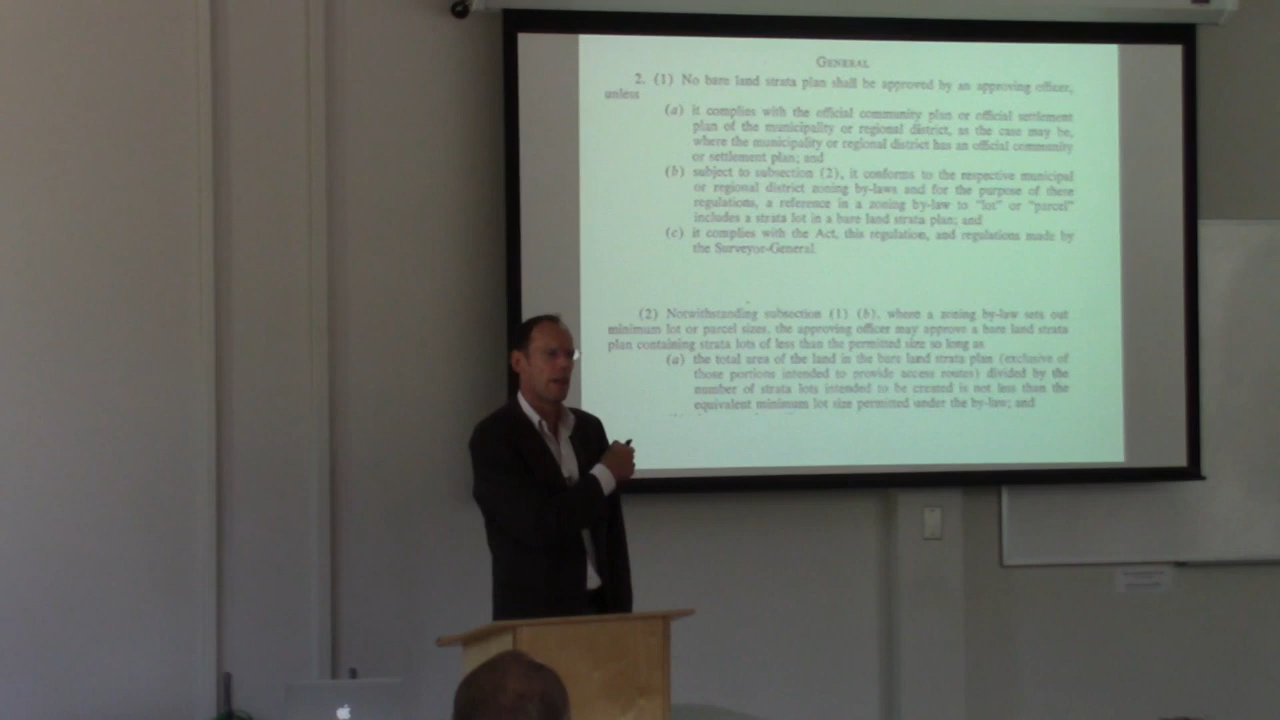 GENERAL
2. (1) No bare land strata plan shall be approved by an approving officer,
unless
(a) it complies with the official community plan or official settlement
plan of the municipality or regional district, as the case may be,
where the municipality or regional district has an official community
or settlement plan; and
(b) subject to subsection (2), it conforms to the respective municipal
or regional district zoning by-laws and for the purpose of these
regulations, a reference in a zoning by-law to "lot" or "parcel"
includes a strata lot in a bare land strata plan; and
(c) it complies with the Act, this regulation, and regulations made by
the Surveyor-General.
(2) Notwithstanding subsection (1) (b), where a zoning by-law sets out
minimum lot or parcel sizes, the approving officer may approve a bare land strata
plan containing strata lots of less than the permitted size so long as
(a) the total area of the land in the bare land strata plan (exclusive of
those portions intended to provide access routes) divided by the
number of strata lots intended to be created is not less than the
equivalent minimum lot size permitted under the by-law; and